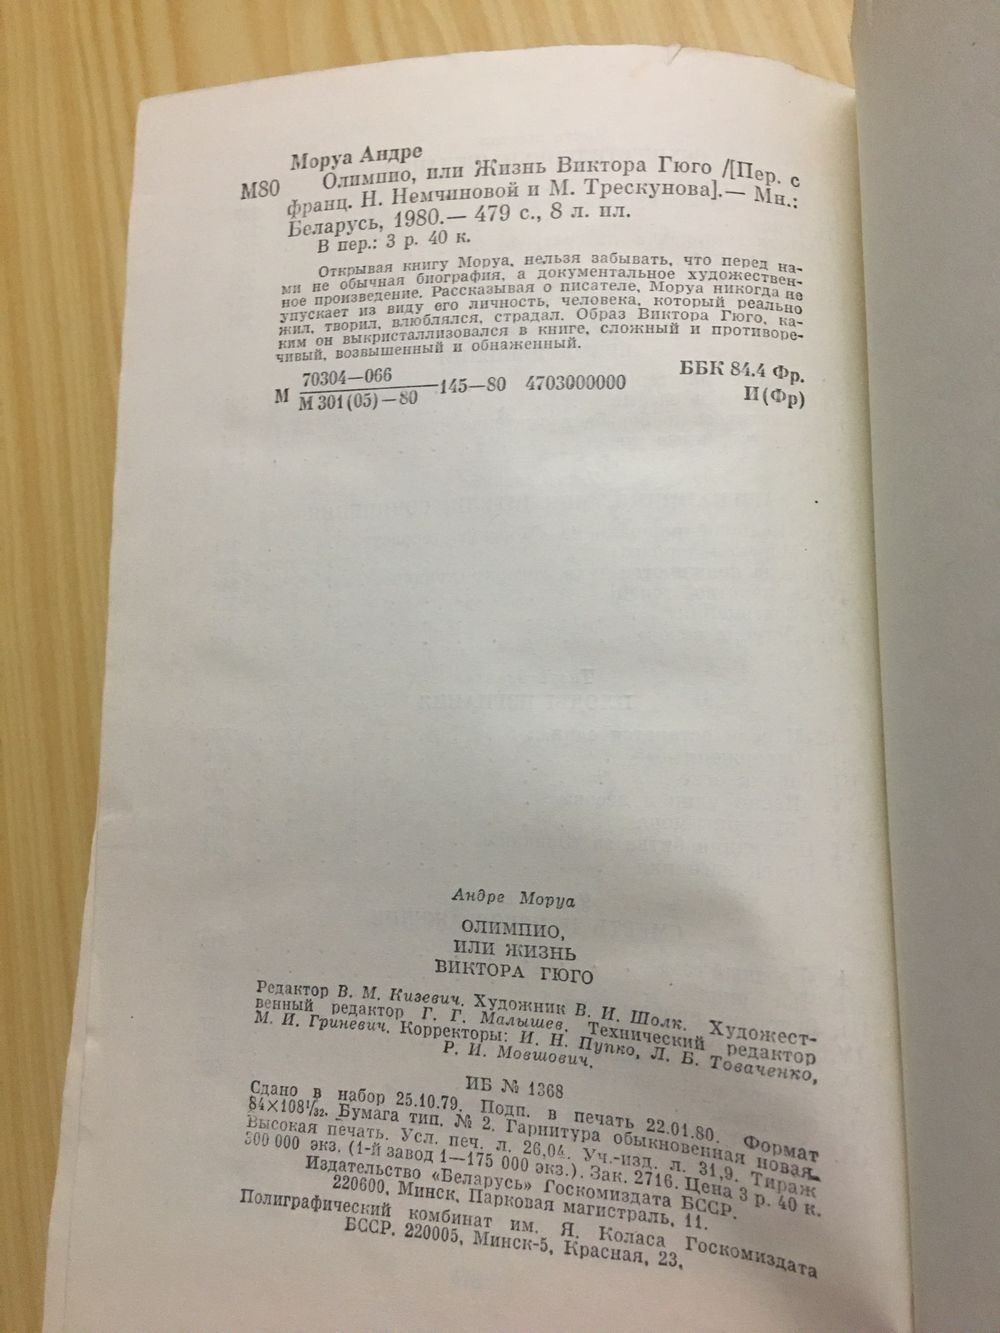 Моруа Андре
М80
Олимпио, или Жизнь Виктора Гюго /[Пер. с
франц. Н. Немчиновой и М. Трескунова].— Мн.:
Беларусь, 1980.— 479 с., 8 л. ил.
В пер.: 3 р. 40 к.
Открывая книгу Моруа, нельзя забывать, что перед на-
ми не обычная биография, а документальное художествен-
ное произведение. Рассказывая о писателе, Моруа никогда не
упускает из виду его личность, человека, который реально
жил, творил, влюблялся, страдал. Образ Виктора Гюго, ка-
ким он выкристаллизовался в книге, сложный и противоре-
чивый, возвышенный и обнаженный.
М 70304—066
М 301(05)—80
145—80 4703000000
ББК 84.4 Фр.
И(Фр)
Андре Моруа
ОЛИМПИО,
ИЛИ ЖИЗНЬ
ВИКТОРА ГЮГО
Редактор В. М. Кизевич. Художник В. И. Шолк. Художест-
венный редактор Г. Г. Малышев. Технический редактор
М. И. Гриневич. Корректоры: И. Н. Пупко, Л. Б. Товаченко,
Р. И. Мовшович.
ИБ № 1368
Сдано в набор 25.10.79. Подп. в печать 22.01.80. Формат
84×108¹/₃₂. Бумага тип. № 2. Гарнитура обыкновенная новая.
Высокая печать. Усл. печ. л. 26,04. Уч.-изд. л. 31,9. Тираж
500 000 экз. (1-й завод 1—175 000 экз.). Зак. 2716. Цена 3 р. 40 к.
Издательство «Беларусь» Госкомиздата БССР.
220600, Минск, Парковая магистраль, 11.
Полиграфический комбинат им. Я. Коласа Госкомиздата
БССР. 220005, Минск-5, Красная, 23.